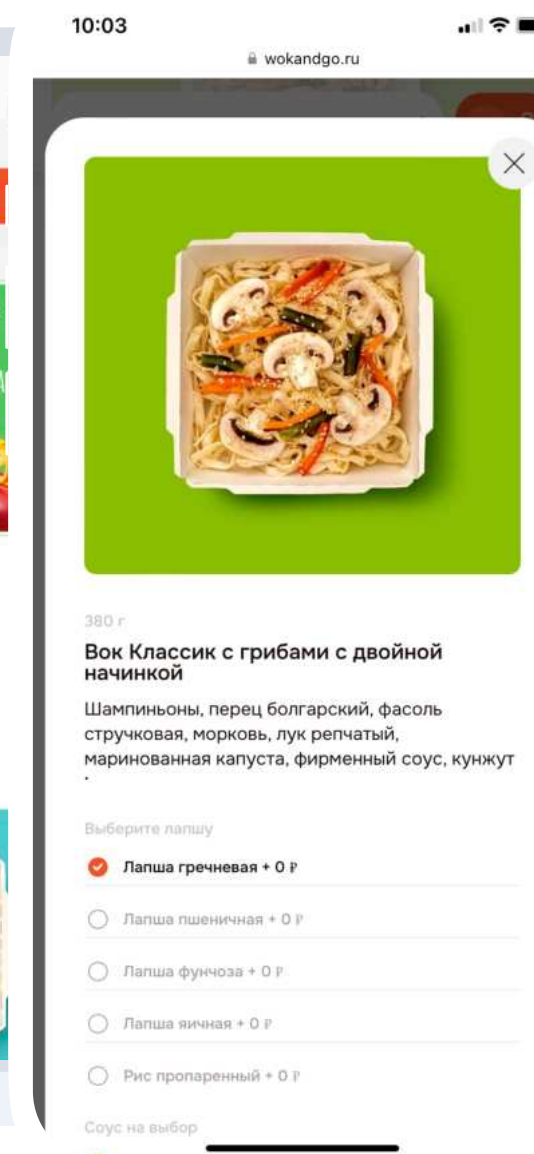 10:03
wokandgo.ru
380 г
Вок Классик с грибами с двойной
начинкой
Шампиньоны, перец болгарский, фасоль
стручковая, морковь, лук репчатый,
маринованная капуста, фирменный соус, кунжут
Выберите лапшу
Лапша гречневая + 0 ₽
Лапша пшеничная + 0 ₽
Лапша фунчоза + 0 ₽
Лапша яичная + 0 ₽
Рис пропаренный + 0 ₽
Соус на выбор